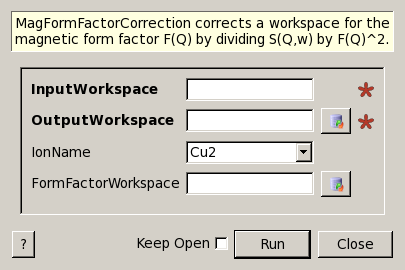 MagFormFactorCorrection corrects a workspace for the
magnetic form factor F(Q) by dividing S(Q,w) by F(Q)^2.
InputWorkspace
OutputWorkspace
IonName Cu2
FormFactorWorkspace
? Keep Open Run Close